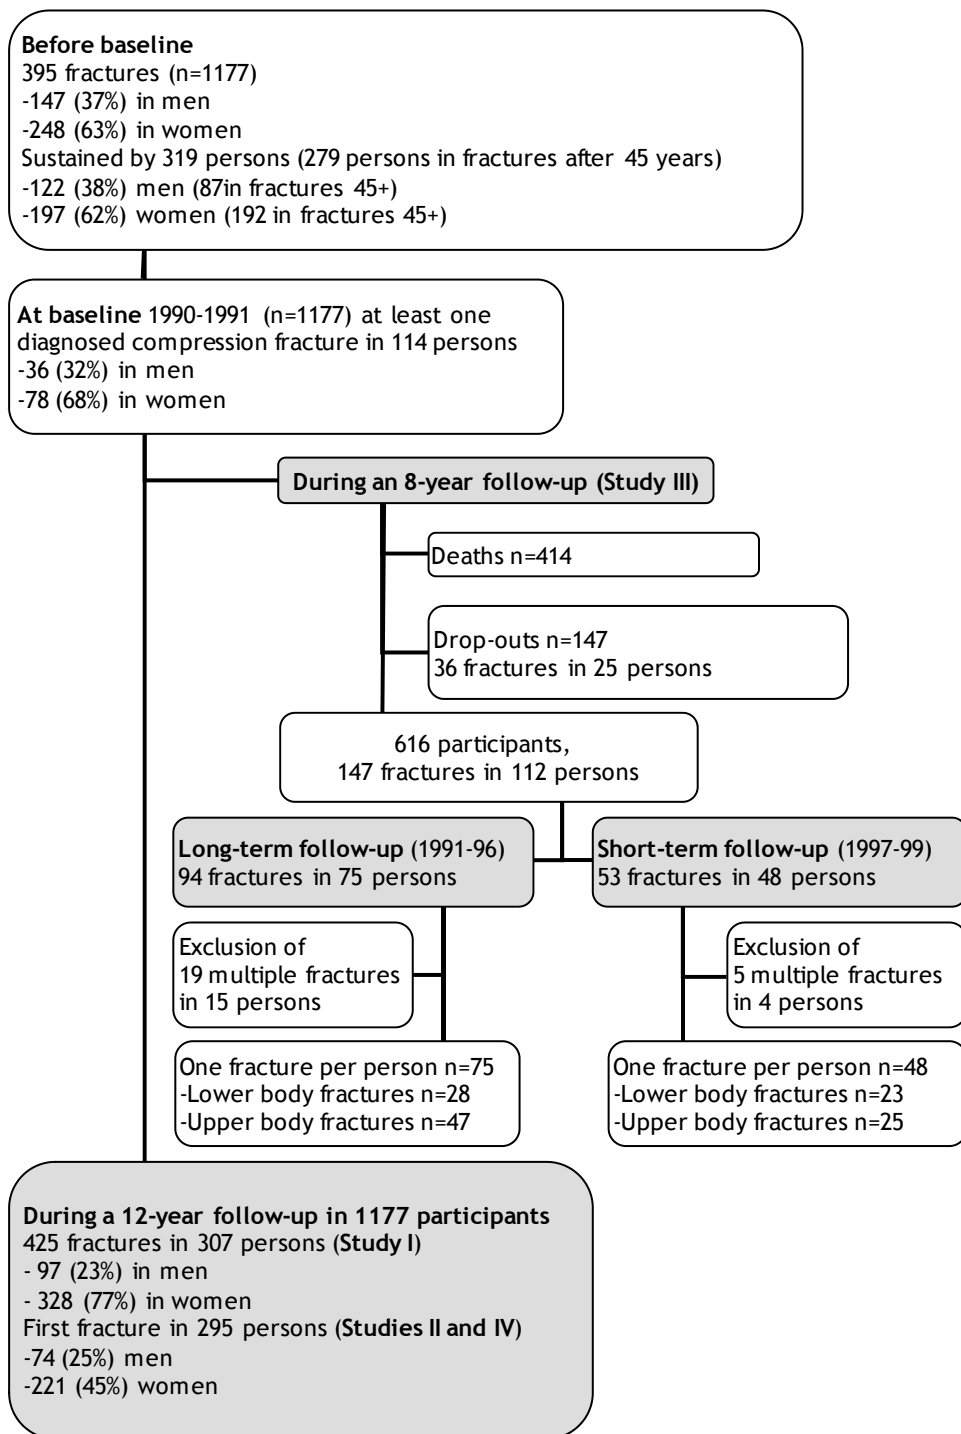 Before baseline
395 fractures (n=1177)
-147 (37%) in men
-248 (63%) in women
Sustained by 319 persons (279 persons in fractures after 45 years)
-122 (38%) men (87in fractures 45+)
-197 (62%) women (192 in fractures 45+)
At baseline 1990-1991 (n=1177) at least one
diagnosed compression fracture in 114 persons
-36 (32%) in men
-78 (68%) in women
During an 8-year follow-up (Study III)
Deaths n=414
Drop-outs n=147
36 fractures in 25 persons
616 participants,
147 fractures in 112 persons
Long-term follow-up (1991-96)
94 fractures in 75 persons
Short-term follow-up (1997-99)
53 fractures in 48 persons
Exclusion of
19 multiple fractures
in 15 persons
Exclusion of
5 multiple fractures
in 4 persons
One fracture per person n=75
-Lower body fractures n=28
-Upper body fractures n=47
One fracture per person n=48
-Lower body fractures n=23
-Upper body fractures n=25
During a 12-year follow-up in 1177 participants
425 fractures in 307 persons (Study I)
- 97 (23%) in men
- 328 (77%) in women
First fracture in 295 persons (Studies II and IV)
-74 (25%) men
-221 (45%) women